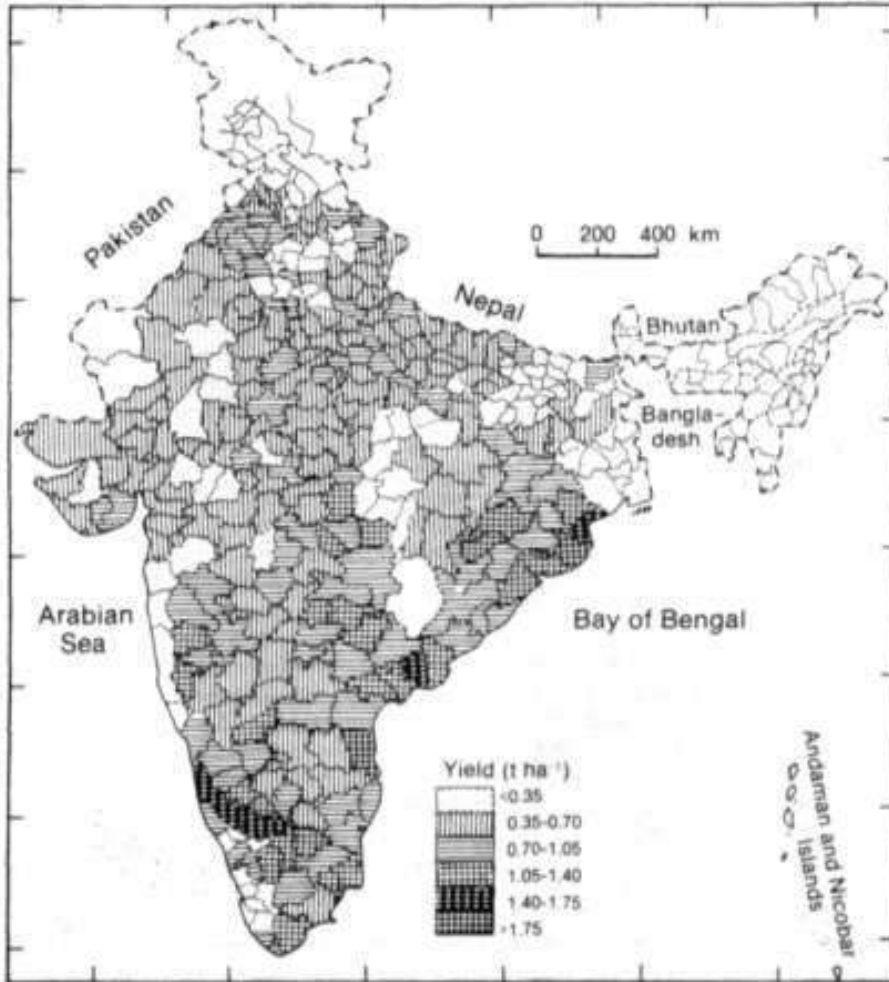 Pakistan
0 200 400 km
Nepal
Bhutan
Bangla-
desh
Arabian
Sea
Bay of Bengal
Yield (t ha⁻¹)
<0.35
0.35-0.70
0.70-1.05
1.05-1.40
1.40-1.75
>1.75
Andaman and Nicobar
Islands